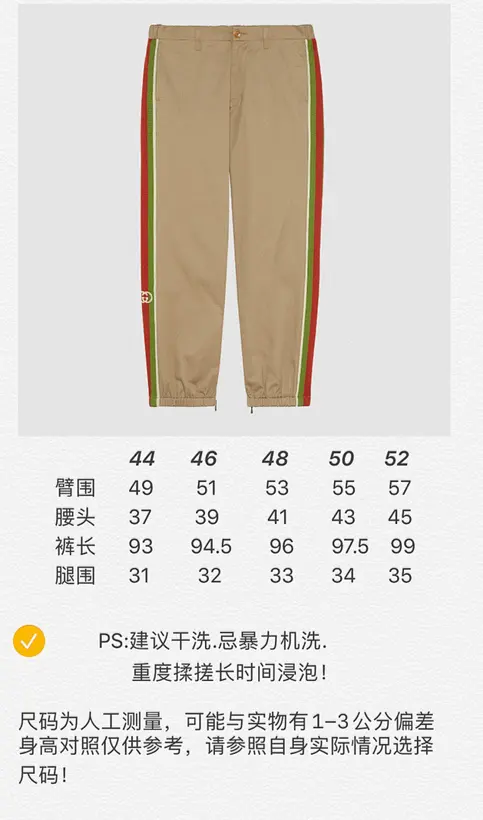 44 46 48 50 52
臂围 49 51 53 55 57
腰头 37 39 41 43 45
裤长 93 94.5 96 97.5 99
腿围 31 32 33 34 35
PS:建议干洗.忌暴力机洗.
重度揉搓长时间浸泡!
尺码为人工测量，可能与实物有1–3公分偏差
身高对照仅供参考，请参照自身实际情况选择
尺码!